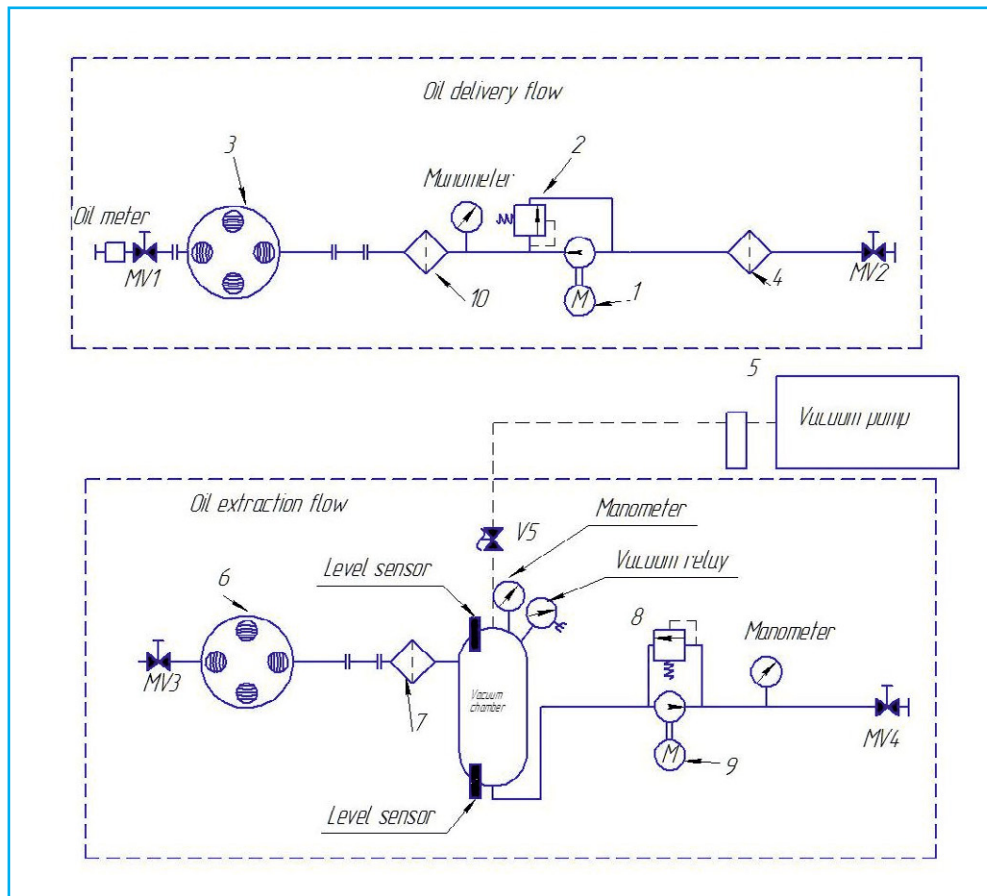 Oil delivery flow
3
2
Manometer
Oil meter
MV1
10
M
1
4
MV2
5
Vacuum pump
Oil extraction flow
Manometer
V5
Level sensor
Vacuum relay
6
8
Manometer
MV3
7
Vacuum
chamber
M
9
MV4
Level sensor